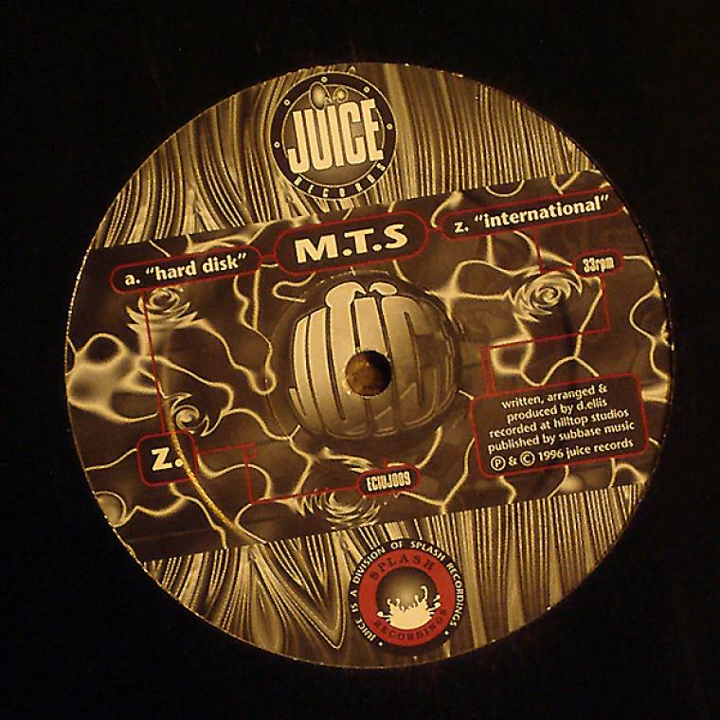 JUICE
RECORDS
a. "hard disk"
M.T.S
z. "international"
33rpm
JUICE
written, arranged &
produced by d.ellis
recorded at hilltop studios
published by subbase music
℗ & © 1996 juice records
z.
ECIUJ009
• JUICE IS A DIVISION OF SPLASH RECORDINGS •
SPLASH
RECORDINGS